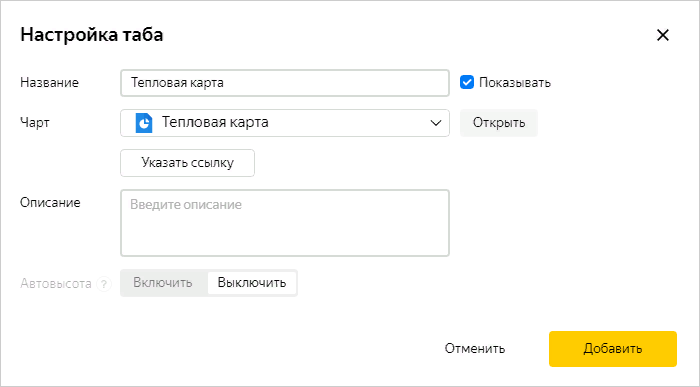 Настройка таба
Название Тепловая карта Показывать
Чарт Тепловая карта Открыть
Указать ссылку
Описание Введите описание
Автовысота ? Включить Выключить
Отменить Добавить